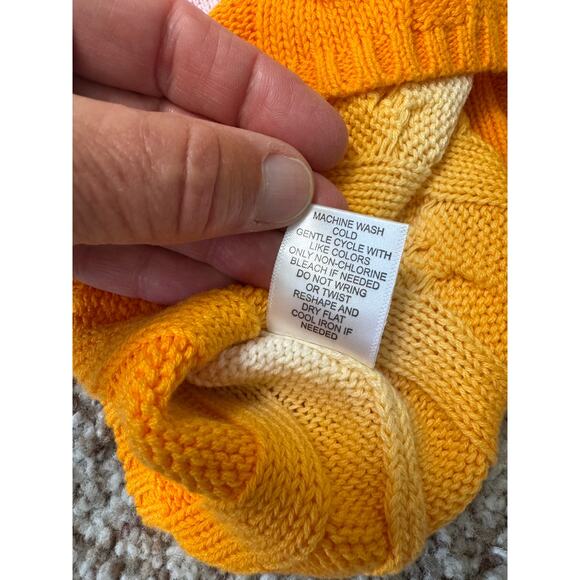 MACHINE WASH
COLD
GENTLE CYCLE WITH
LIKE COLORS
ONLY NON-CHLORINE
BLEACH IF NEEDED
DO NOT WRING
OR TWIST
RESHAPE AND
DRY FLAT
COOL IRON IF
NEEDED